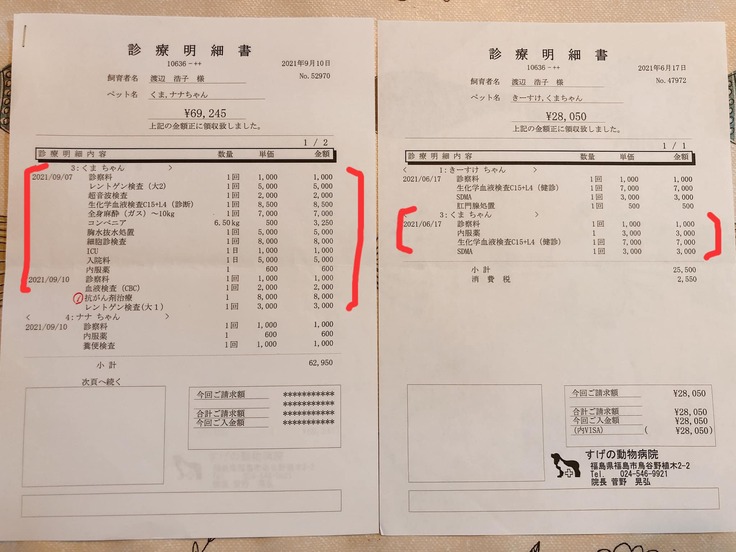 診療明細書
10636-++
2021年9月10日
No.52970
飼育者名 渡辺 浩子 様
ペット名 くま,ナナちゃん
¥69,245
上記の金額正に領収致しました。
1 / 2
診療明細内容 数量 単価 金額
3:くま ちゃん >
2021/09/07 診察料 1回 1,000 1,000
レントゲン検査(大2) 1回 5,000 5,000
超音波検査 1回 2,000 2,000
生化学血液検査C15+L4(診断) 1回 8,500 8,500
全身麻酔(ガス)~10kg 1回 7,000 7,000
コンベニア 6.50kg 500 3,250
胸水抜水処置 1回 5,000 5,000
細胞診検査 1回 8,000 8,000
ICU 1日 1,000 1,000
入院料 1日 5,000 5,000
内服薬 1 600 600
2021/09/10 診察料 1回 1,000 1,000
血液検査(CBC) 1回 2,000 2,000
抗がん剤治療 1 8,000 8,000
レントゲン検査(大1) 1回 3,000 3,000
< 4:ナナ ちゃん >
2021/09/10 診察料 1回 1,000 1,000
内服薬 1 600 600
糞便検査 1回 1,000 1,000
小計 62,950
次頁へ続く
今回ご請求額 ***********
***********
合計ご請求額 ***********
今回ご入金額 ***********
診療明細書
10636-++
2021年6月17日
No.47972
飼育者名 渡辺 浩子 様
ペット名 きーすけ,くまちゃん
¥28,050
上記の金額正に領収致しました。
1 / 1
診療明細内容 数量 単価 金額
< 1:きーすけ ちゃん >
2021/06/17 診察料 1回 1,000 1,000
生化学血液検査C15+L4(健診) 1回 7,000 7,000
SDMA 1回 3,000 3,000
肛門腺処置 1回 500 500
3:くま ちゃん >
2021/06/17 診察料 1回 1,000 1,000
内服薬 1 3,000 3,000
生化学血液検査C15+L4(健診) 1回 7,000 7,000
SDMA 1回 3,000 3,000
小計 25,500
消費税 2,550
今回ご請求額 ¥28,050
合計ご請求額 ¥28,050
今回ご入金額 ¥28,050
(内VISA) ( ¥28,050)
すげの動物病院
福島県福島市鳥谷野植木2-2
Tel. 024-546-9921
院長 菅野 晃弘